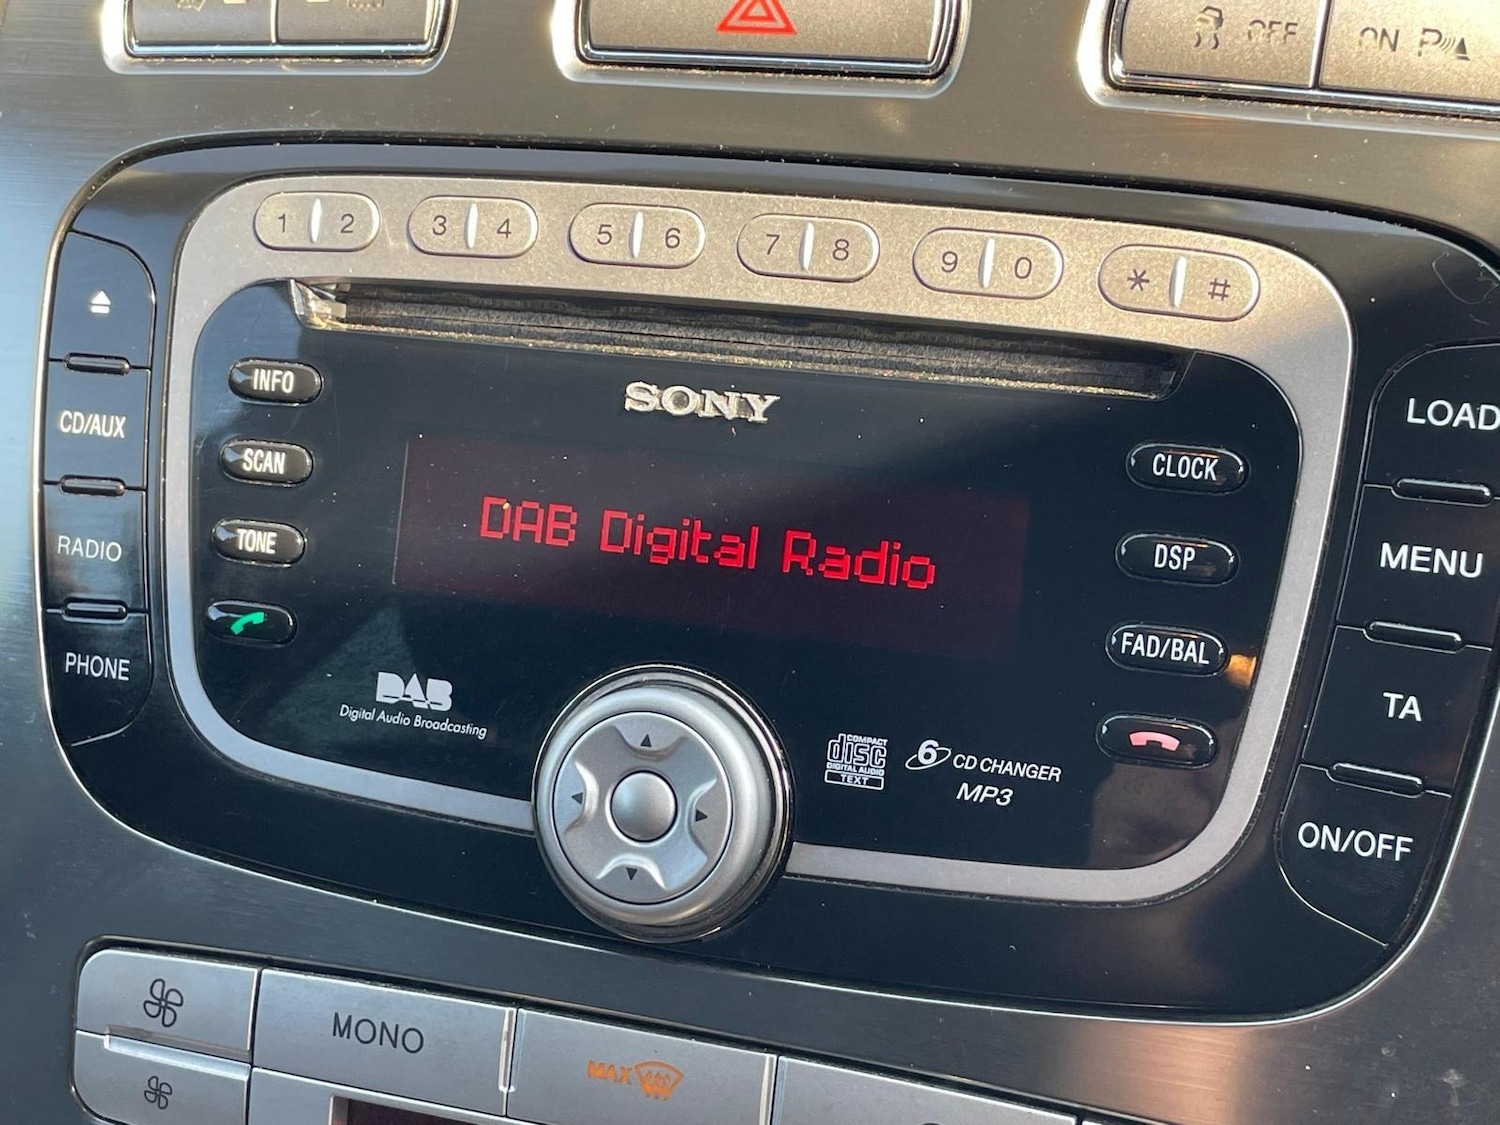 OFF
ON P
1 2
3 4
5 6
7 8
9 0
* #
INFO
SCAN
TONE
CD/AUX
RADIO
PHONE
SONY
DAB Digital Radio
CLOCK
DSP
FAD/BAL
LOAD
MENU
TA
ON/OFF
DAB
Digital Audio Broadcasting
COMPACT
disc
DIGITAL AUDIO
TEXT
6 CD CHANGER
MP3
MONO
MAX